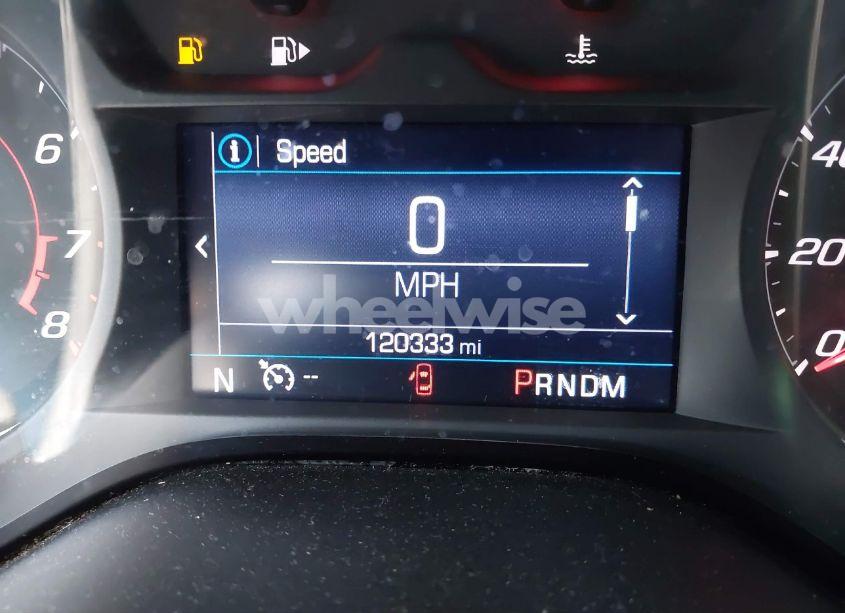 6
7
8
i Speed
0
MPH
wheelwise
120333 mi
N -- PRNDM
40
20
0